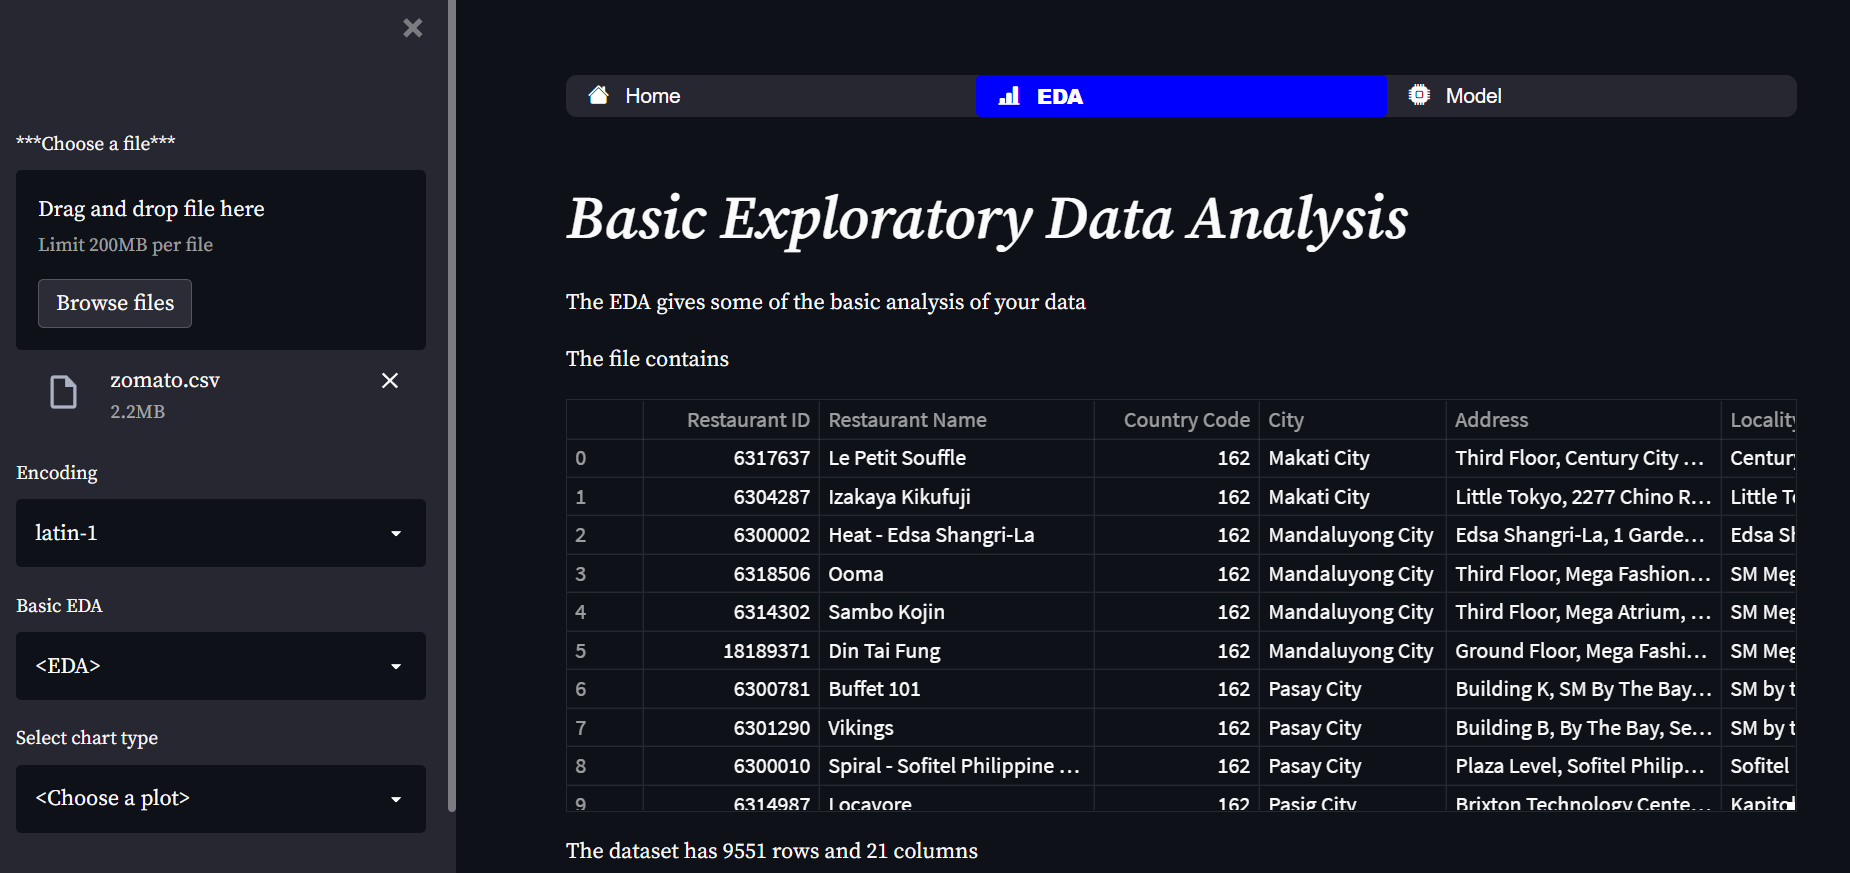 ***Choose a file***
Drag and drop file here
Limit 200MB per file
Browse files
zomato.csv
2.2MB
Encoding
latin-1
Basic EDA
<EDA>
Select chart type
<Choose a plot>
Home EDA Model
Basic Exploratory Data Analysis
The EDA gives some of the basic analysis of your data
The file contains
Restaurant ID Restaurant Name Country Code City Address Locality
0 6317637 Le Petit Souffle 162 Makati City Third Floor, Century City ... Century
1 6304287 Izakaya Kikufuji 162 Makati City Little Tokyo, 2277 Chino R... Little T
2 6300002 Heat - Edsa Shangri-La 162 Mandaluyong City Edsa Shangri-La, 1 Garde... Edsa Sh
3 6318506 Ooma 162 Mandaluyong City Third Floor, Mega Fashion... SM Meg
4 6314302 Sambo Kojin 162 Mandaluyong City Third Floor, Mega Atrium, ... SM Meg
5 18189371 Din Tai Fung 162 Mandaluyong City Ground Floor, Mega Fashi... SM Meg
6 6300781 Buffet 101 162 Pasay City Building K, SM By The Bay... SM by t
7 6301290 Vikings 162 Pasay City Building B, By The Bay, Se... SM by t
8 6300010 Spiral - Sofitel Philippine ... 162 Pasay City Plaza Level, Sofitel Philip... Sofitel
9 6314987 Locavore 162 Pasig City Brixton Technology Cente... Kapitol
The dataset has 9551 rows and 21 columns